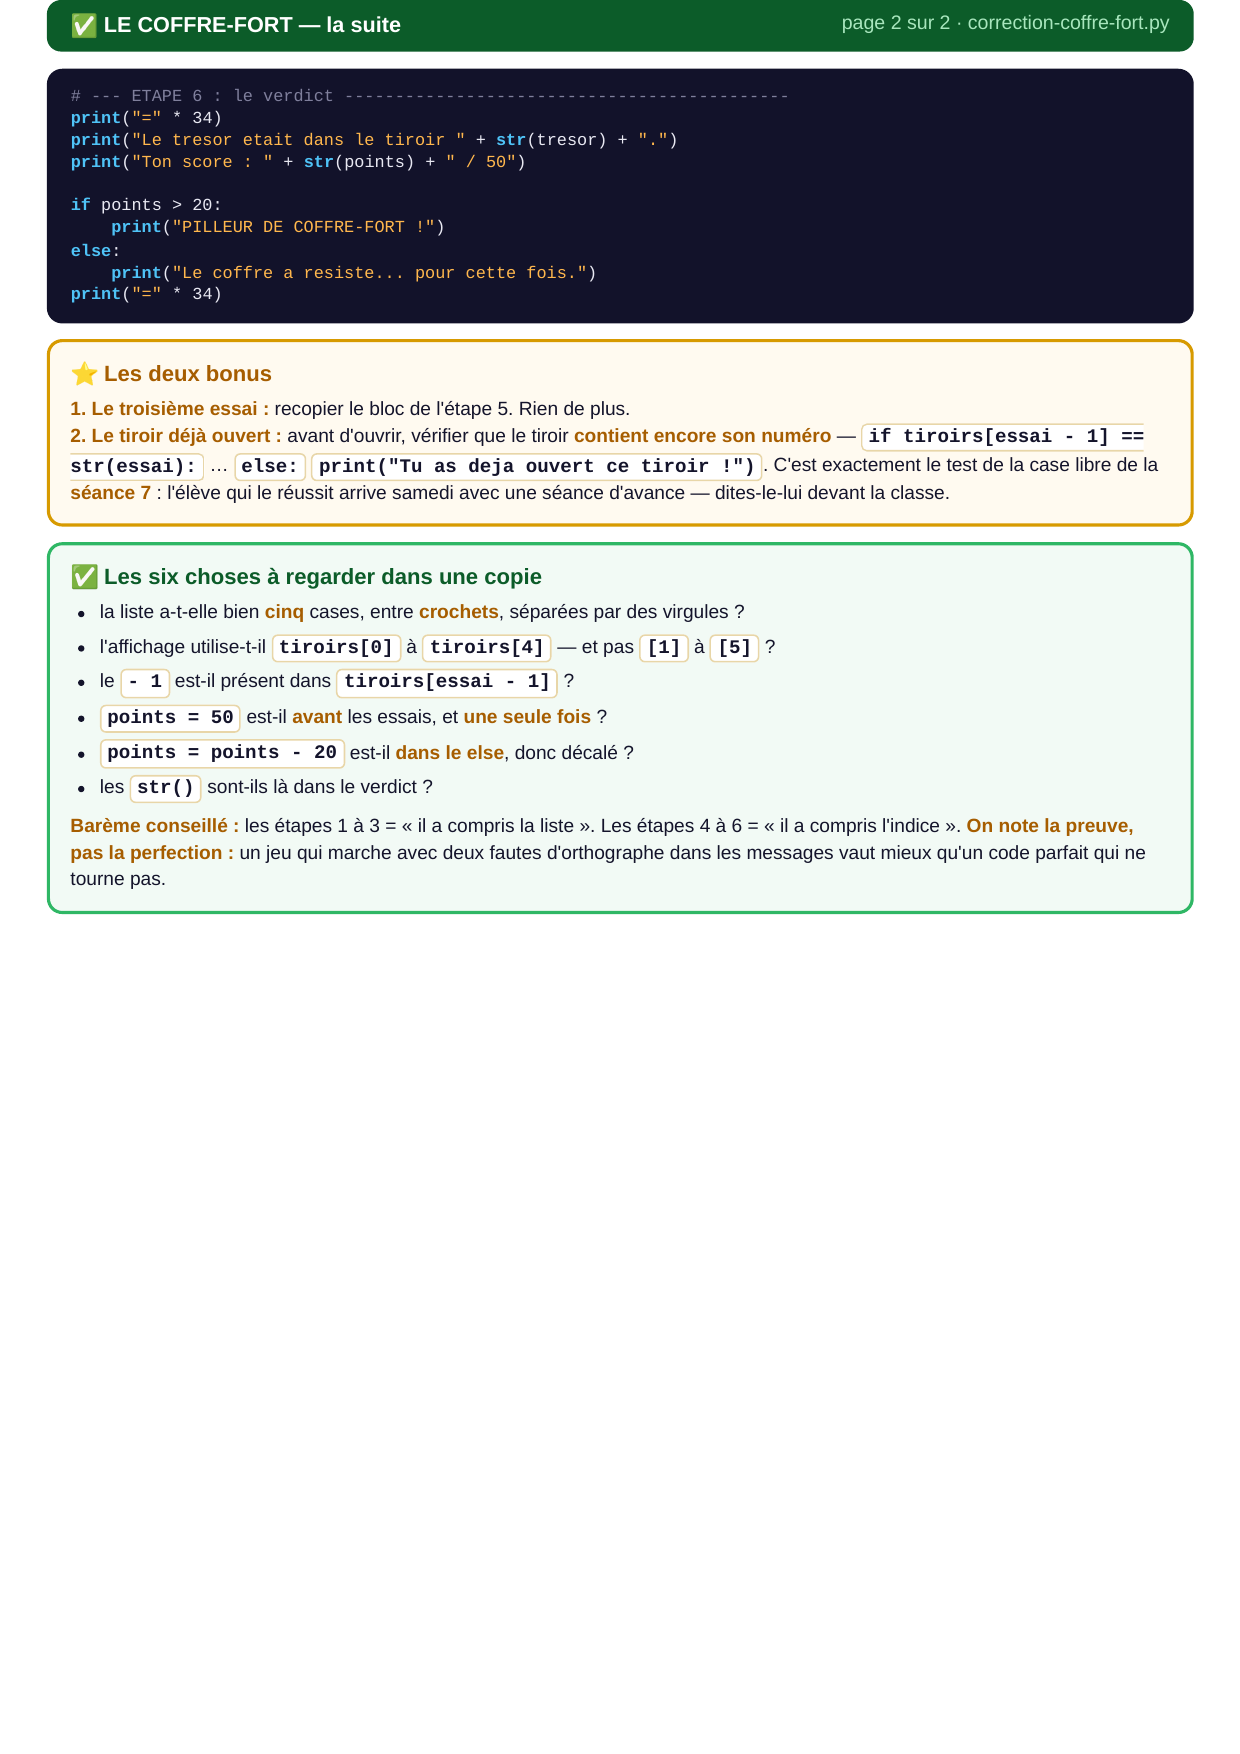 ✅ LE COFFRE-FORT — la suite
page 2 sur 2 · correction-coffre-fort.py
# --- ETAPE 6 : le verdict --------------------------------------------
print("=" * 34)
print("Le tresor etait dans le tiroir " + str(tresor) + ".")
print("Ton score : " + str(points) + " / 50")
if points > 20:
    print("PILLEUR DE COFFRE-FORT !")
else:
    print("Le coffre a resiste... pour cette fois.")
print("=" * 34)
⭐ Les deux bonus
1. Le troisième essai : recopier le bloc de l'étape 5. Rien de plus.
2. Le tiroir déjà ouvert : avant d'ouvrir, vérifier que le tiroir contient encore son numéro — if tiroirs[essai - 1] ==
str(essai): … else: print("Tu as deja ouvert ce tiroir !"). C'est exactement le test de la case libre de la
séance 7 : l'élève qui le réussit arrive samedi avec une séance d'avance — dites-le-lui devant la classe.
✅ Les six choses à regarder dans une copie
• la liste a-t-elle bien cinq cases, entre crochets, séparées par des virgules ?
• l'affichage utilise-t-il tiroirs[0] à tiroirs[4] — et pas [1] à [5] ?
• le - 1 est-il présent dans tiroirs[essai - 1] ?
• points = 50 est-il avant les essais, et une seule fois ?
• points = points - 20 est-il dans le else, donc décalé ?
• les str() sont-ils là dans le verdict ?
Barème conseillé : les étapes 1 à 3 = « il a compris la liste ». Les étapes 4 à 6 = « il a compris l'indice ». On note la preuve,
pas la perfection : un jeu qui marche avec deux fautes d'orthographe dans les messages vaut mieux qu'un code parfait qui ne
tourne pas.